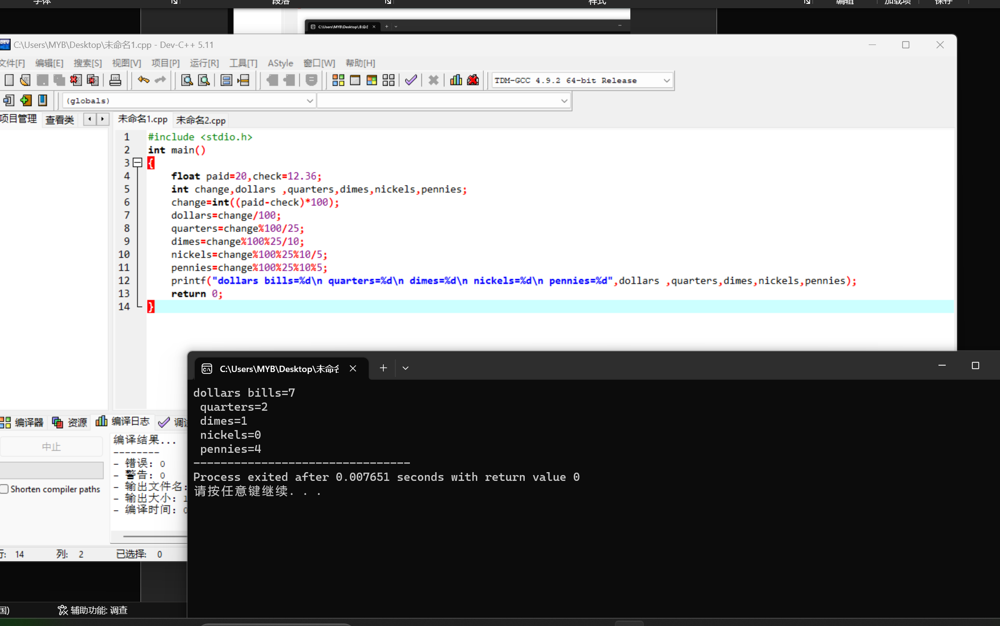 字体
段落
样式
编辑
加载项
保存
C:\Users\MYB\Desktop\未命名
C:\Users\MYB\Desktop\未命名1.cpp - Dev-C++ 5.11
文件[F] 编辑[E] 搜索[S] 视图[V] 项目[P] 运行[R] 工具[T] AStyle 窗口[W] 帮助[H]
TDM-GCC 4.9.2 64-bit Release
(globals)
项目管理 查看类 未命名1.cpp 未命名2.cpp
1 #include <stdio.h>
2 int main()
3 {
4 float paid=20,check=12.36;
5 int change,dollars ,quarters,dimes,nickels,pennies;
6 change=int((paid-check)*100);
7 dollars=change/100;
8 quarters=change%100/25;
9 dimes=change%100%25/10;
10 nickels=change%100%25%10/5;
11 pennies=change%100%25%10%5;
12 printf("dollars bills=%d\n quarters=%d\n dimes=%d\n nickels=%d\n pennies=%d",dollars ,quarters,dimes,nickels,pennies);
13 return 0;
14 }
C:\Users\MYB\Desktop\未命名
dollars bills=7
quarters=2
dimes=1
nickels=0
pennies=4
--------------------------------
Process exited after 0.007651 seconds with return value 0
请按任意键继续. . .
编译器 资源 编译日志 调试
中止
Shorten compiler paths
编译结果...
--------
- 错误: 0
- 警告: 0
- 输出文件名:
- 输出大小: 1
- 编译时间: 0
行: 14 列: 2 已选择: 0
国) 辅助功能: 调查